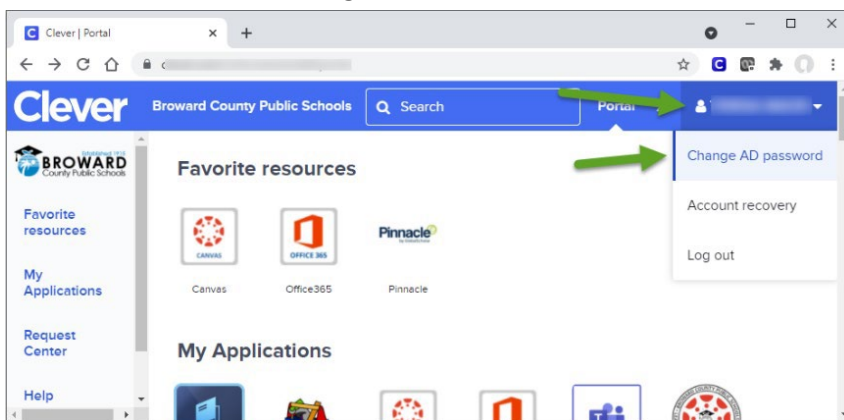 Clever | Portal
Clever
Broward County Public Schools
Search
Portal
Established 1915
BROWARD
County Public Schools
Favorite
resources
My
Applications
Request
Center
Help
Favorite resources
CANVAS
OFFICE 365
Pinnacle
Canvas
Office365
Pinnacle
My Applications
Change AD password
Account recovery
Log out